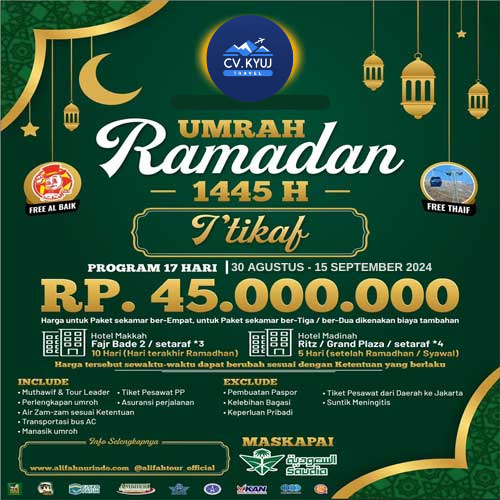 CV. KYUJ
TRAVEL
UMRAH
Ramadan
1445 H
I'tikaf
FREE AL BAIK
FREE THAIF
PROGRAM 17 HARI | 30 AGUSTUS - 15 SEPTEMBER 2024
RP. 45.000.000
Harga untuk Paket sekamar ber-Empat, untuk Paket sekamar ber-Tiga / ber-Dua dikenakan biaya tambahan
Hotel Makkah
Fajr Bade 2 / setaraf *3
10 Hari (Hari terakhir Ramadhan)
Hotel Madinah
Ritz / Grand Plaza / setaraf *4
5 Hari (setelah Ramadhan / Syawal)
Harga tersebut sewaktu-waktu dapat berubah sesuai dengan Ketentuan yang berlaku
INCLUDE
• Muthawif & Tour Leader
• Perlengkapan umroh
• Air Zam-zam sesuai Ketentuan
• Transportasi bus AC
• Manasik umroh
• Tiket Pesawat PP
• Asuransi perjalanan
EXCLUDE
• Pembuatan Paspor
• Kelebihan Bagasi
• Keperluan Pribadi
• Tiket Pesawat dari Daerah ke Jakarta
• Suntik Meningitis
Info Selengkapnya
www.alifahnurindo.com @alifahtour_official
MASKAPAI
السعودية
Saudia